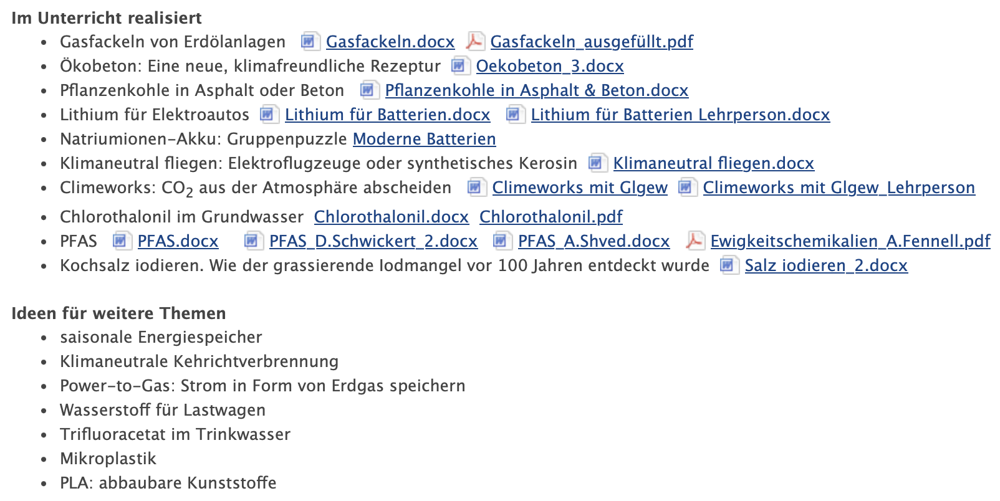 Im Unterricht realisiert
• Gasfackeln von Erdölanlagen Gasfackeln.docx Gasfackeln_ausgefüllt.pdf
• Ökobeton: Eine neue, klimafreundliche Rezeptur Oekobeton_3.docx
• Pflanzenkohle in Asphalt oder Beton Pflanzenkohle in Asphalt & Beton.docx
• Lithium für Elektroautos Lithium für Batterien.docx Lithium für Batterien Lehrperson.docx
• Natriumionen-Akku: Gruppenpuzzle Moderne Batterien
• Klimaneutral fliegen: Elektroflugzeuge oder synthetisches Kerosin Klimaneutral fliegen.docx
• Climeworks: CO₂ aus der Atmosphäre abscheiden Climeworks mit Glgew Climeworks mit Glgew_Lehrperson
• Chlorothalonil im Grundwasser Chlorothalonil.docx Chlorothalonil.pdf
• PFAS PFAS.docx PFAS_D.Schwickert_2.docx PFAS_A.Shved.docx Ewigkeitschemikalien_A.Fennell.pdf
• Kochsalz iodieren. Wie der grassierende Iodmangel vor 100 Jahren entdeckt wurde Salz iodieren_2.docx
Ideen für weitere Themen
• saisonale Energiespeicher
• Klimaneutrale Kehrichtverbrennung
• Power-to-Gas: Strom in Form von Erdgas speichern
• Wasserstoff für Lastwagen
• Trifluoracetat im Trinkwasser
• Mikroplastik
• PLA: abbaubare Kunststoffe